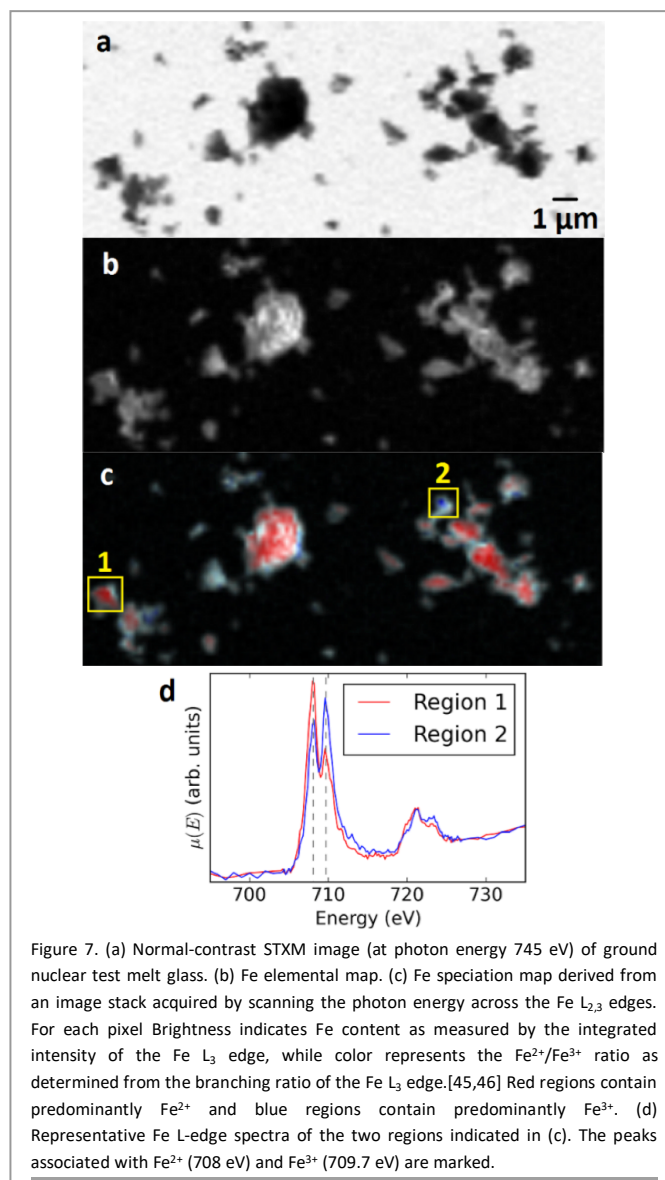 a
1 µm
b
c
1
2
d
Region 1
Region 2
μ(E) (arb. units)
700 710 720 730
Energy (eV)
Figure 7. (a) Normal-contrast STXM image (at photon energy 745 eV) of ground
nuclear test melt glass. (b) Fe elemental map. (c) Fe speciation map derived from
an image stack acquired by scanning the photon energy across the Fe L2,3 edges.
For each pixel Brightness indicates Fe content as measured by the integrated
intensity of the Fe L3 edge, while color represents the Fe²⁺/Fe³⁺ ratio as
determined from the branching ratio of the Fe L3 edge.[45,46] Red regions contain
predominantly Fe²⁺ and blue regions contain predominantly Fe³⁺. (d)
Representative Fe L-edge spectra of the two regions indicated in (c). The peaks
associated with Fe²⁺ (708 eV) and Fe³⁺ (709.7 eV) are marked.